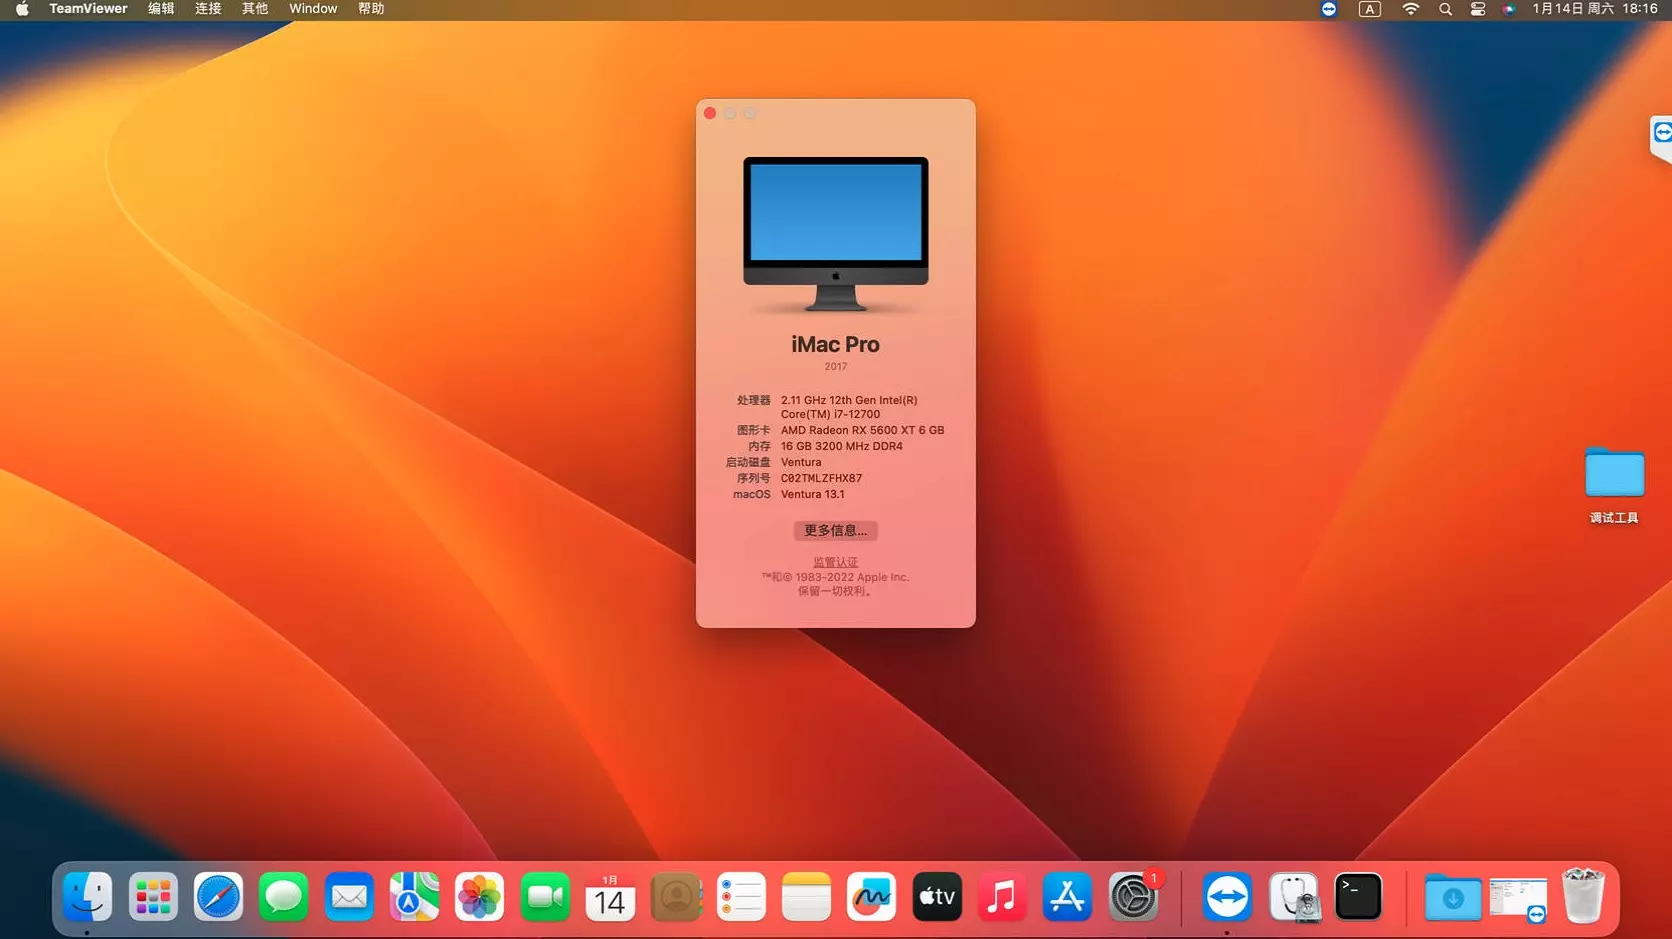 TeamViewer 编辑 连接 其他 Window 帮助
A 1月14日 周六 18:16
iMac Pro
2017
处理器 2.11 GHz 12th Gen Intel(R)
Core(TM) i7-12700
图形卡 AMD Radeon RX 5600 XT 6 GB
内存 16 GB 3200 MHz DDR4
启动磁盘 Ventura
序列号 C02TMLZFHX87
macOS Ventura 13.1
更多信息...
监管认证
™和© 1983-2022 Apple Inc.
保留一切权利。
调试工具
1月
14
tv
1
>_